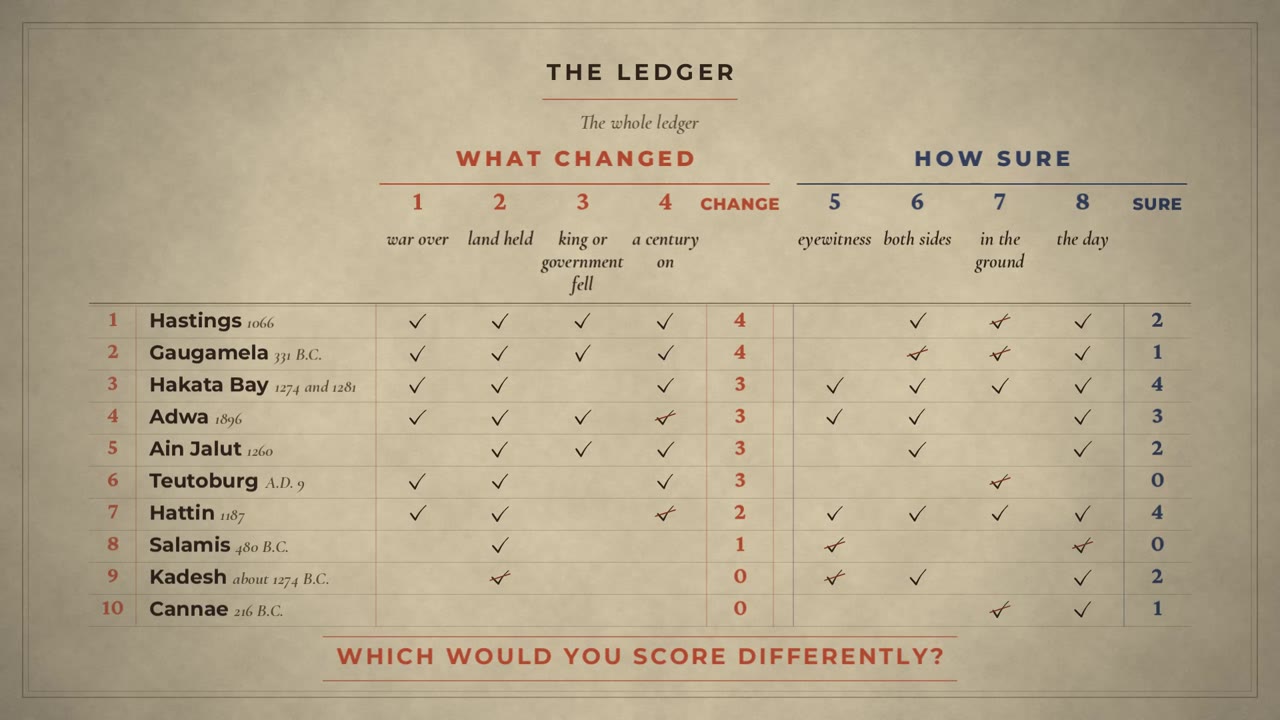 THE LEDGER
The whole ledger
WHAT CHANGED HOW SURE
1 2 3 4 CHANGE 5 6 7 8 SURE
war over land held king or a century eyewitness both sides in the the day
government on ground
fell
1 Hastings 1066 ✓ ✓ ✓ ✓ 4 ✓ ✓ ✓ 2
2 Gaugamela 331 B.C. ✓ ✓ ✓ ✓ 4 ✓ ✓ ✓ 1
3 Hakata Bay 1274 and 1281 ✓ ✓ ✓ 3 ✓ ✓ ✓ ✓ 4
4 Adwa 1896 ✓ ✓ ✓ ✓ 3 ✓ ✓ ✓ 3
5 Ain Jalut 1260 ✓ ✓ ✓ 3 ✓ ✓ 2
6 Teutoburg A.D. 9 ✓ ✓ ✓ 3 ✓ 0
7 Hattin 1187 ✓ ✓ ✓ 2 ✓ ✓ ✓ ✓ 4
8 Salamis 480 B.C. ✓ 1 ✓ ✓ 0
9 Kadesh about 1274 B.C. ✓ 0 ✓ ✓ ✓ 2
10 Cannae 216 B.C. 0 ✓ ✓ 1
WHICH WOULD YOU SCORE DIFFERENTLY?